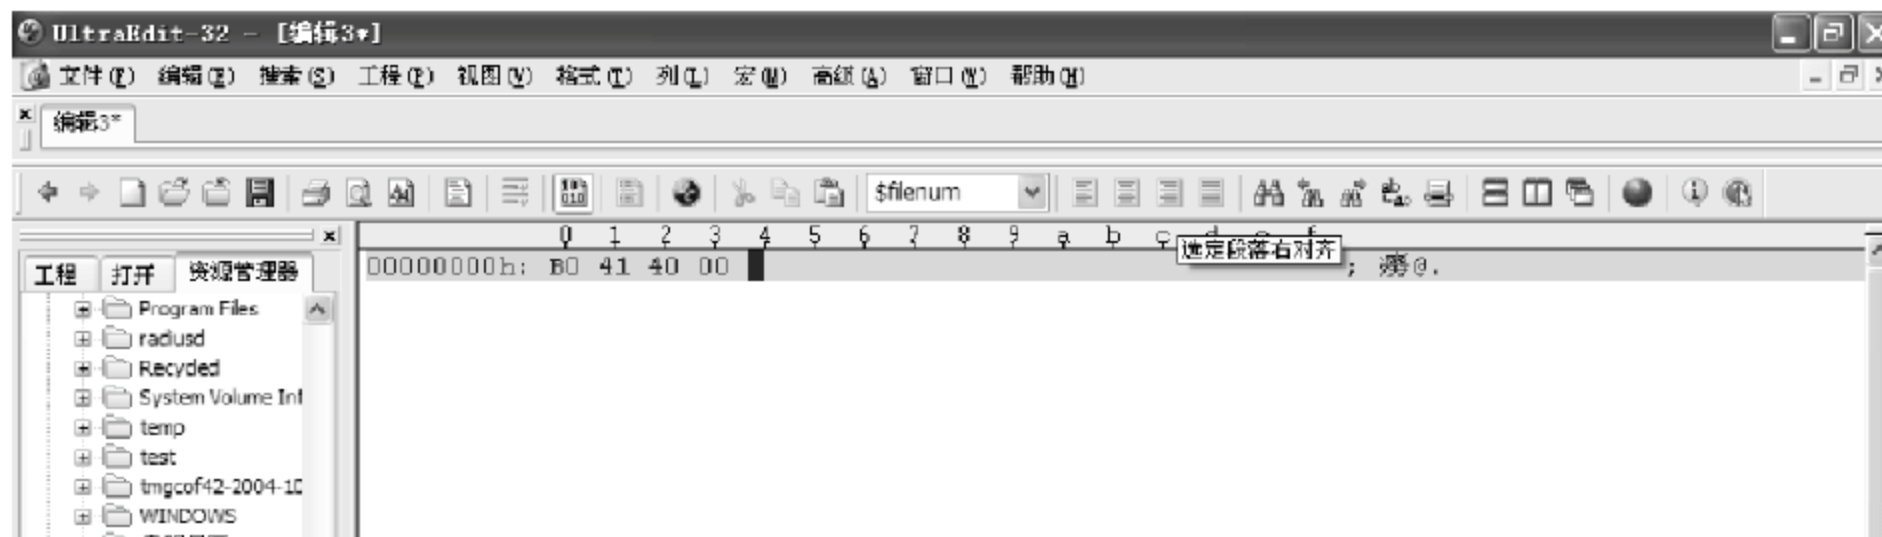 UltraEdit-32 - [编辑3*]
文件(F) 编辑(E) 搜索(S) 工程(P) 视图(V) 格式(T) 列(L) 宏(M) 高级(A) 窗口(W) 帮助(H)
编辑3*
$filenum
0 1 2 3 4 5 6 7 8 9 a b c d e f
选定段落右对齐
00000000h: B0 41 40 00 ; @.
工程 打开 资源管理器
Program Files
radiusd
Recycled
System Volume Inf
temp
test
tmgcof42-2004-10
WINDOWS